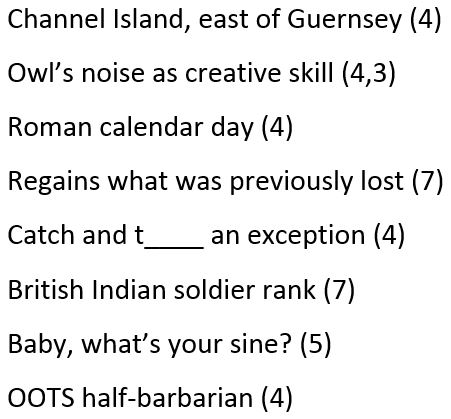 Channel Island, east of Guernsey (4)
Owl’s noise as creative skill (4,3)
Roman calendar day (4)
Regains what was previously lost (7)
Catch and t____ an exception (4)
British Indian soldier rank (7)
Baby, what’s your sine? (5)
OOTS half-barbarian (4)